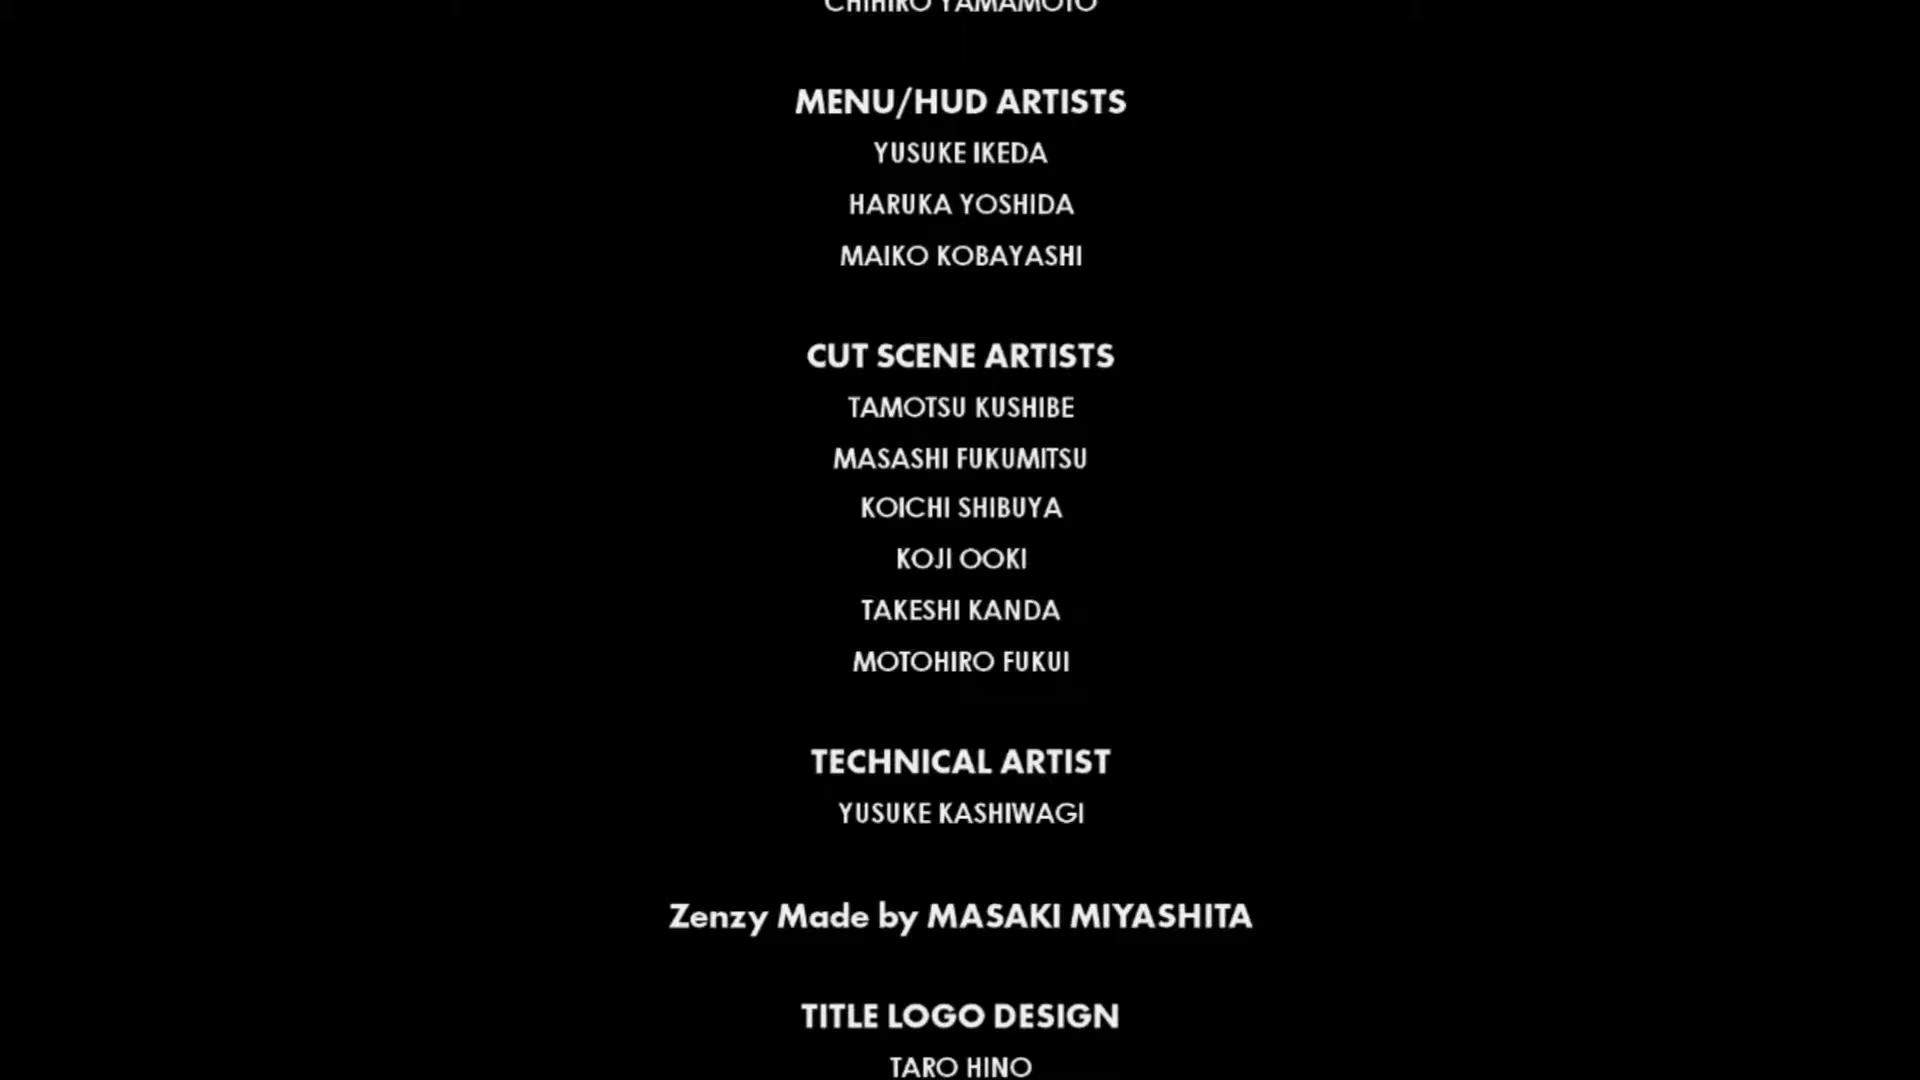 CHIHIRO YAMAMOTO
MENU/HUD ARTISTS
YUSUKE IKEDA
HARUKA YOSHIDA
MAIKO KOBAYASHI
CUT SCENE ARTISTS
TAMOTSU KUSHIBE
MASASHI FUKUMITSU
KOICHI SHIBUYA
KOJI OOKI
TAKESHI KANDA
MOTOHIRO FUKUI
TECHNICAL ARTIST
YUSUKE KASHIWAGI
Zenzy Made by MASAKI MIYASHITA
TITLE LOGO DESIGN
TARO HINO